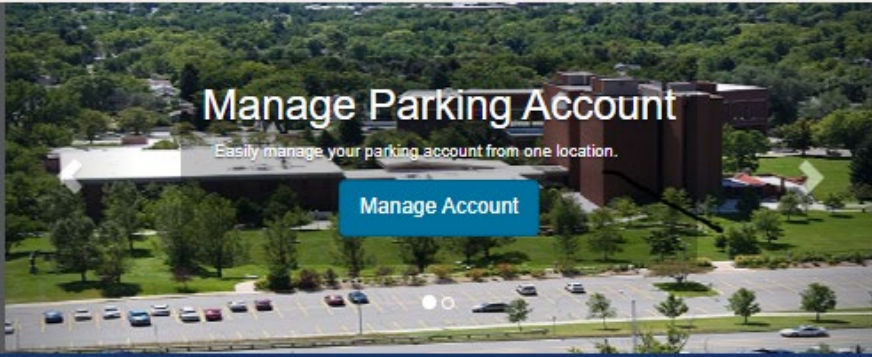 Manage Parking Account
Easily manage your parking account from one location.
Manage Account